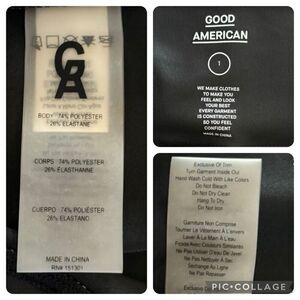 GA
BODY: 74% POLYESTER
26% ELASTANE
CORPS: 74% POLYESTER
26% ÉLASTHANNE
CUERPO: 74% POLIÉSTER
26% ELASTANO
MADE IN CHINA
RN# 151301
GOOD
AMERICAN
1
WE MAKE CLOTHES
TO MAKE YOU
FEEL AND LOOK
YOUR BEST
EVERY GARMENT
IS CONSTRUCTED
SO YOU FEEL
CONFIDENT
MADE IN CHINA
Exclusive Of Trim
Turn Garment Inside Out
Hand Wash Cold With Like Colors
Do Not Bleach
Do Not Dry Clean
Hang To Dry
Do Not Iron
Garniture Non Comprise
Tourner Le Vêtement À L'envers
Laver À La Main À L'eau
Froide Avec Couleurs Similaires
Ne Pas Utiliser De Javel
Ne Pas Nettoyer À Sec
Séchage Au Ligne
Ne Pas Repasser
PIC•COLLAGE